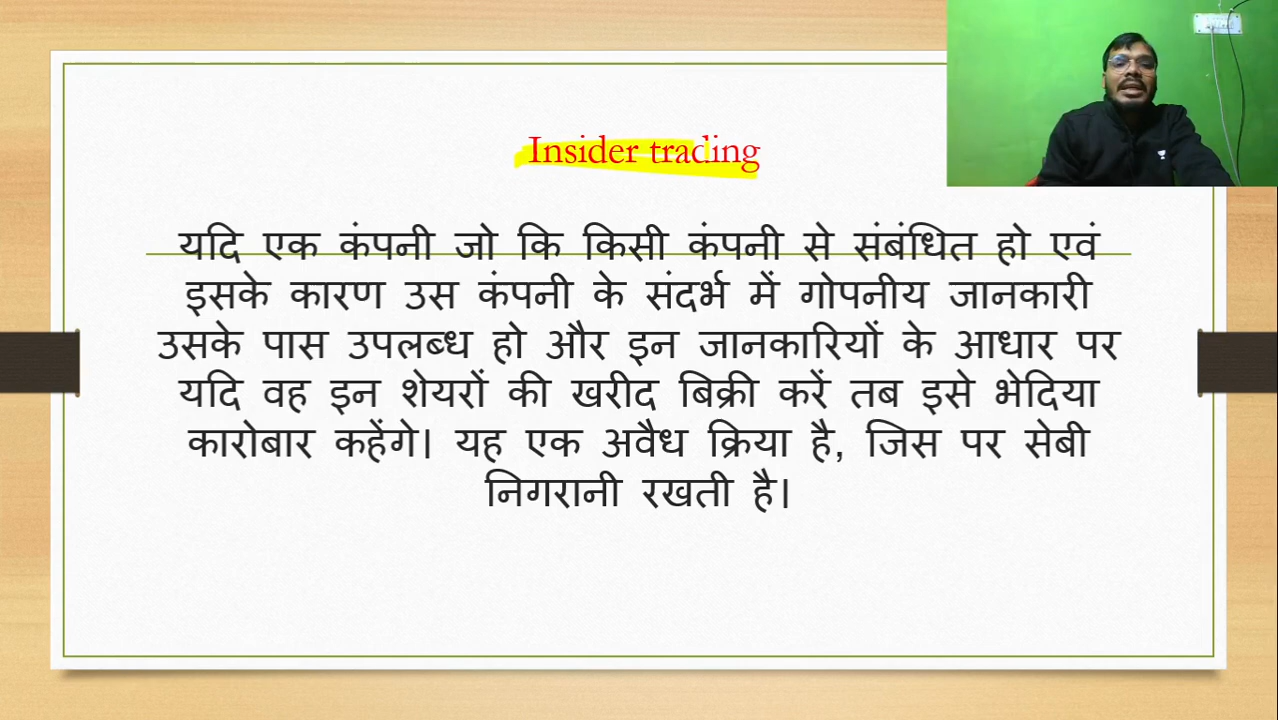 Insider trading
यदि एक कंपनी जो कि किसी कंपनी से संबंधित हो एवं
इसके कारण उस कंपनी के संदर्भ में गोपनीय जानकारी
उसके पास उपलब्ध हो और इन जानकारियों के आधार पर
यदि वह इन शेयरों की खरीद बिक्री करें तब इसे भेदिया
कारोबार कहेंगे। यह एक अवैध क्रिया है, जिस पर सेबी
निगरानी रखती है।